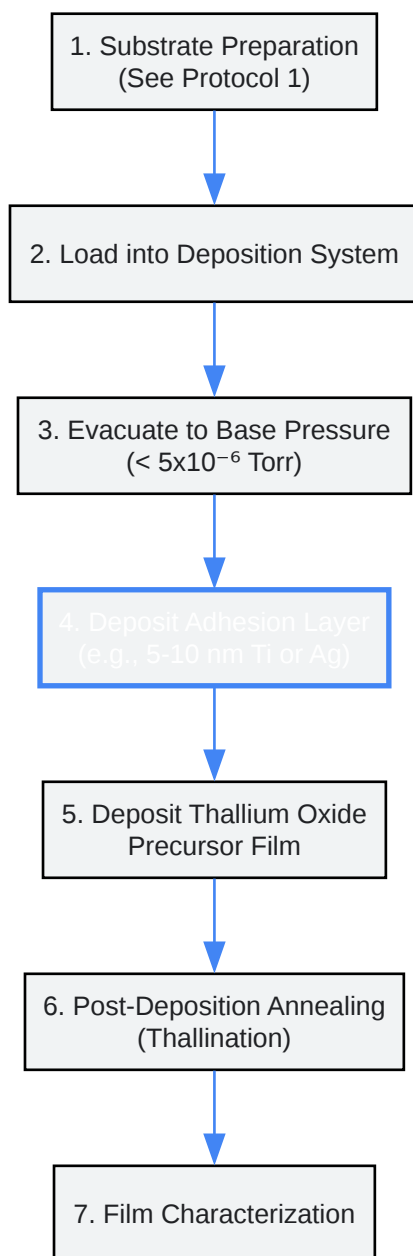 1. Substrate Preparation
(See Protocol 1)
2. Load into Deposition System
3. Evacuate to Base Pressure
(< 5x10⁻⁶ Torr)
4. Deposit Adhesion Layer
(e.g., 5-10 nm Ti or Ag)
5. Deposit Thallium Oxide
Precursor Film
6. Post-Deposition Annealing
(Thallination)
7. Film Characterization